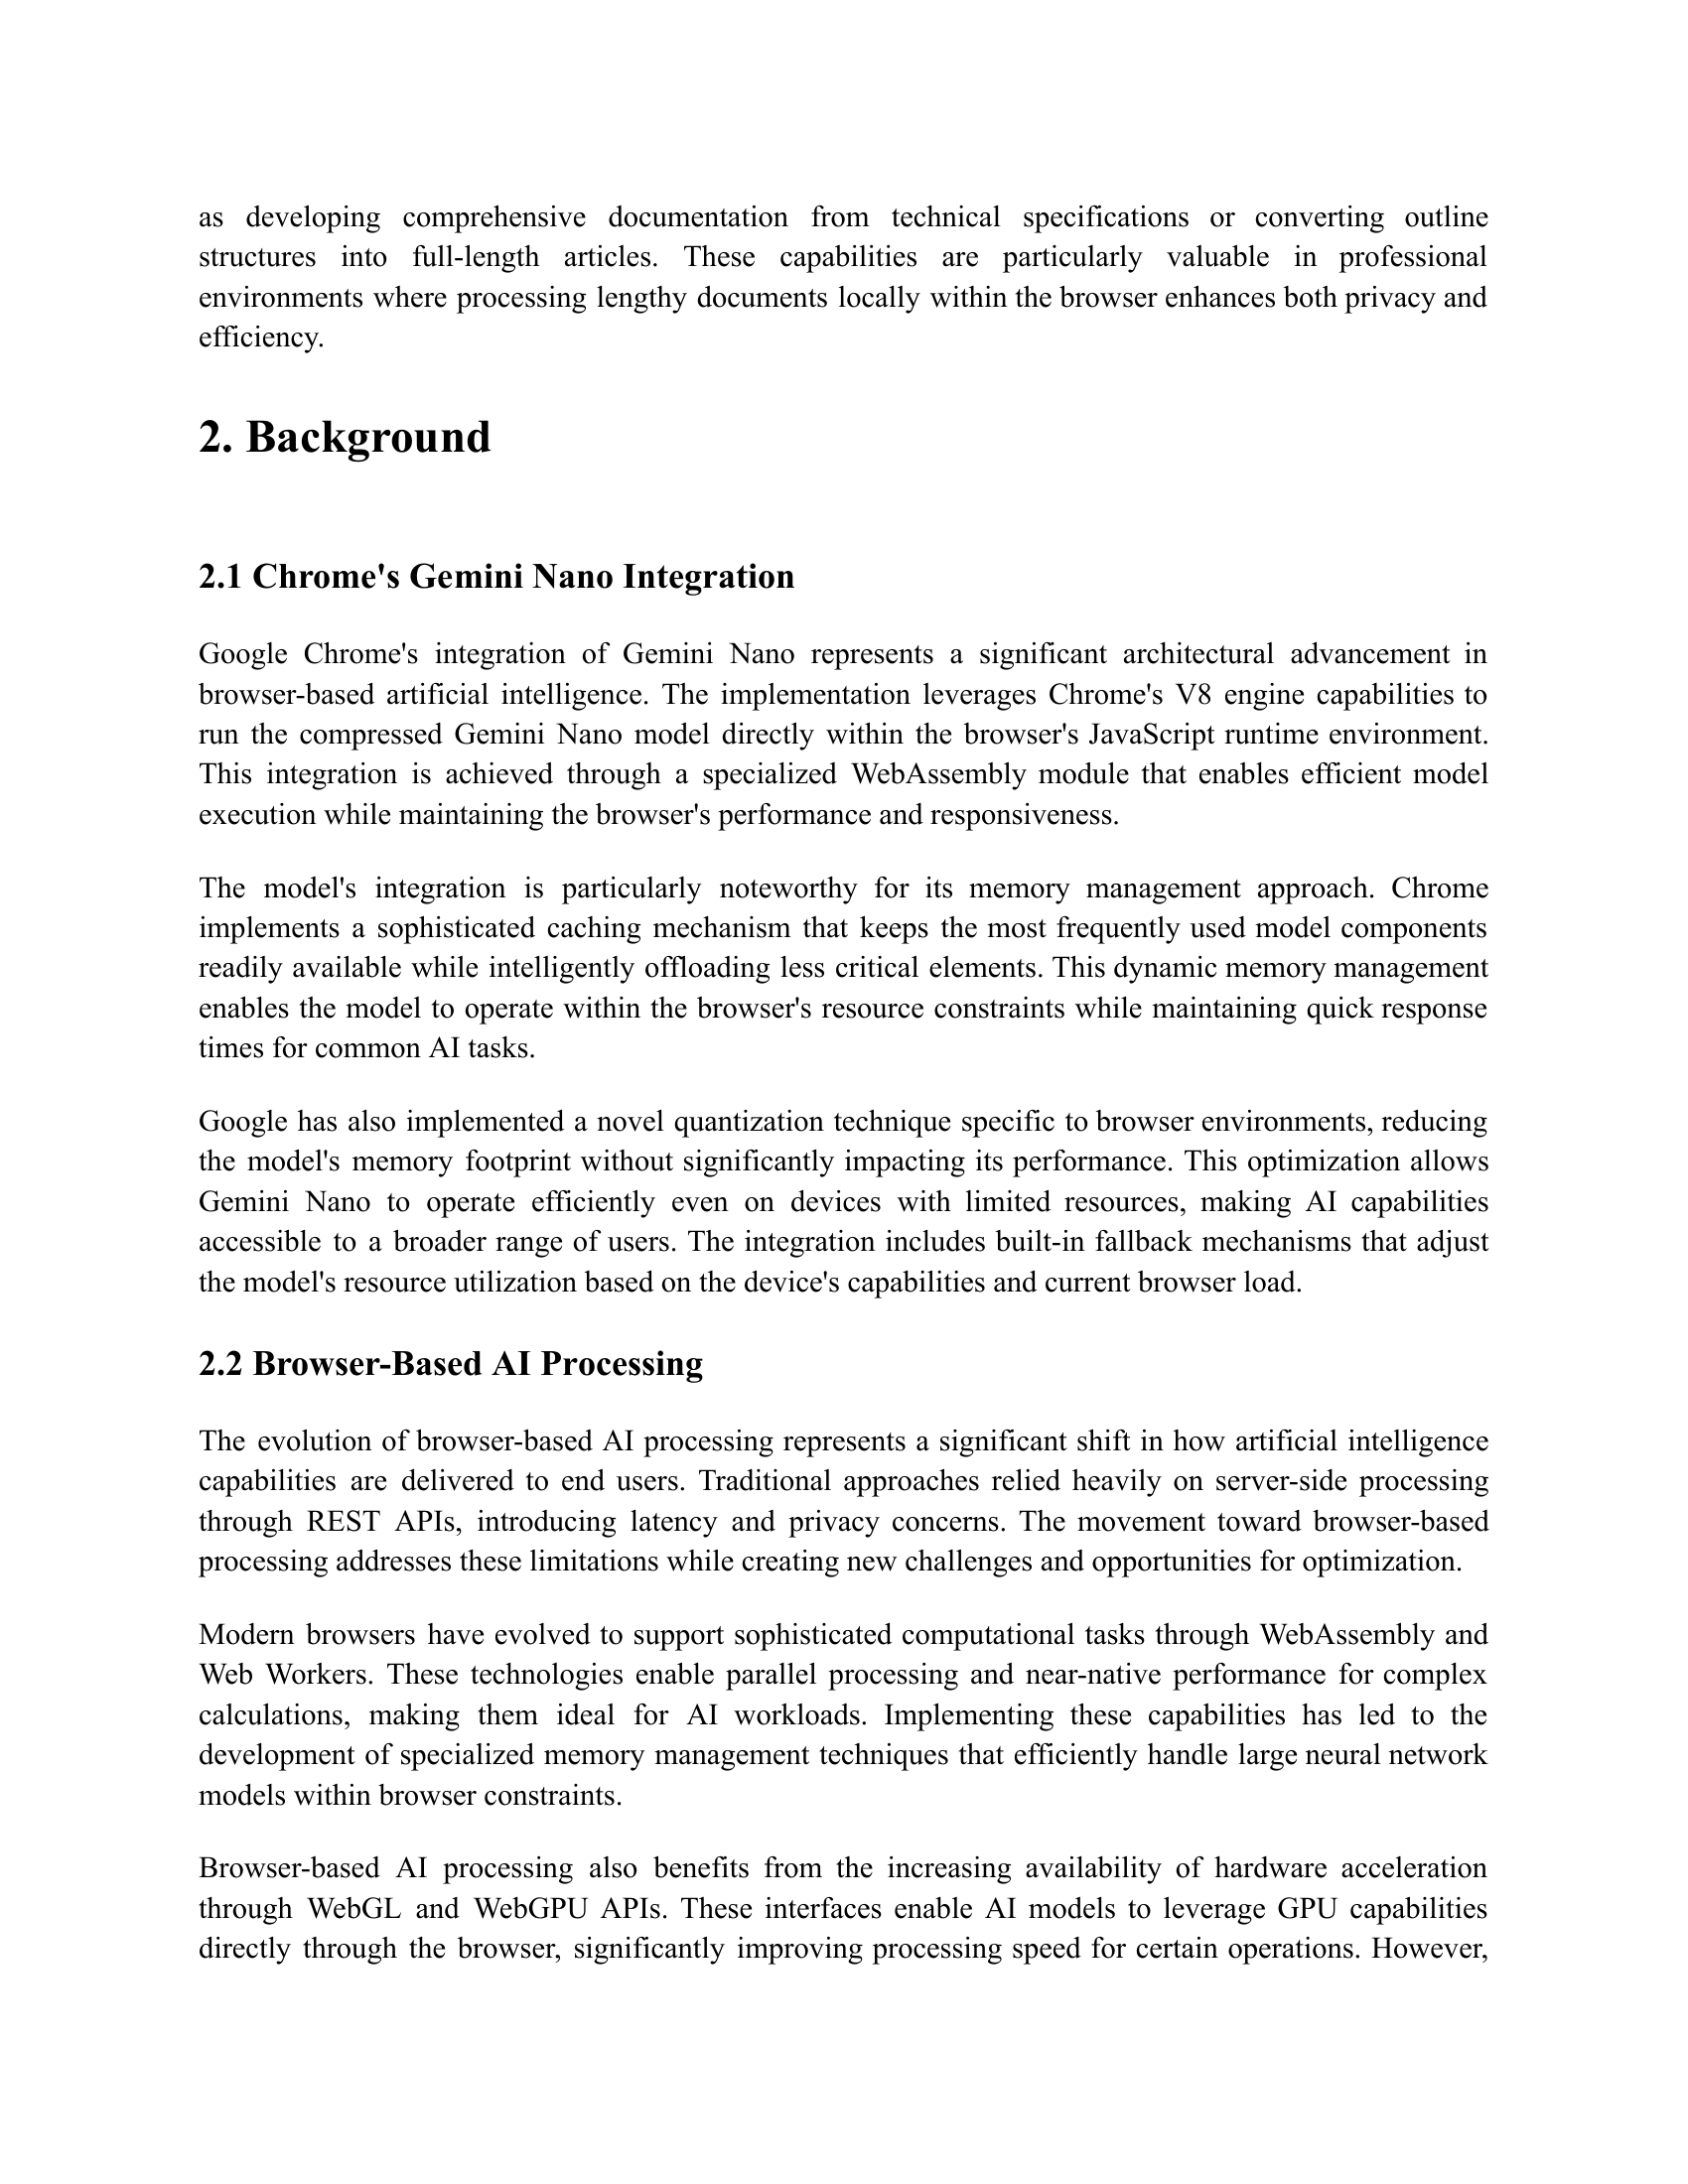 as developing comprehensive documentation from technical specifications or converting outline
structures into full-length articles. These capabilities are particularly valuable in professional
environments where processing lengthy documents locally within the browser enhances both privacy and
efficiency.
2. Background
2.1 Chrome's Gemini Nano Integration
Google Chrome's integration of Gemini Nano represents a significant architectural advancement in
browser-based artificial intelligence. The implementation leverages Chrome's V8 engine capabilities to
run the compressed Gemini Nano model directly within the browser's JavaScript runtime environment.
This integration is achieved through a specialized WebAssembly module that enables efficient model
execution while maintaining the browser's performance and responsiveness.
The model's integration is particularly noteworthy for its memory management approach. Chrome
implements a sophisticated caching mechanism that keeps the most frequently used model components
readily available while intelligently offloading less critical elements. This dynamic memory management
enables the model to operate within the browser's resource constraints while maintaining quick response
times for common AI tasks.
Google has also implemented a novel quantization technique specific to browser environments, reducing
the model's memory footprint without significantly impacting its performance. This optimization allows
Gemini Nano to operate efficiently even on devices with limited resources, making AI capabilities
accessible to a broader range of users. The integration includes built-in fallback mechanisms that adjust
the model's resource utilization based on the device's capabilities and current browser load.
2.2 Browser-Based AI Processing
The evolution of browser-based AI processing represents a significant shift in how artificial intelligence
capabilities are delivered to end users. Traditional approaches relied heavily on server-side processing
through REST APIs, introducing latency and privacy concerns. The movement toward browser-based
processing addresses these limitations while creating new challenges and opportunities for optimization.
Modern browsers have evolved to support sophisticated computational tasks through WebAssembly and
Web Workers. These technologies enable parallel processing and near-native performance for complex
calculations, making them ideal for AI workloads. Implementing these capabilities has led to the
development of specialized memory management techniques that efficiently handle large neural network
models within browser constraints.
Browser-based AI processing also benefits from the increasing availability of hardware acceleration
through WebGL and WebGPU APIs. These interfaces enable AI models to leverage GPU capabilities
directly through the browser, significantly improving processing speed for certain operations. However,